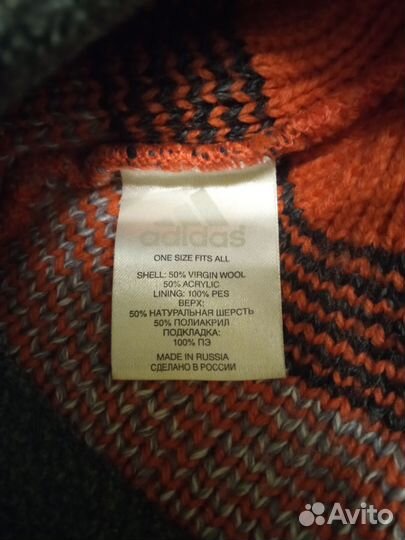 adidas
ONE SIZE FITS ALL
SHELL: 50% VIRGIN WOOL
50% ACRYLIC
LINING: 100% PES
ВЕРХ:
50% НАТУРАЛЬНАЯ ШЕРСТЬ
50% ПОЛИАКРИЛ
ПОДКЛАДКА:
100% ПЭ
MADE IN RUSSIA
СДЕЛАНО В РОССИИ
Avito